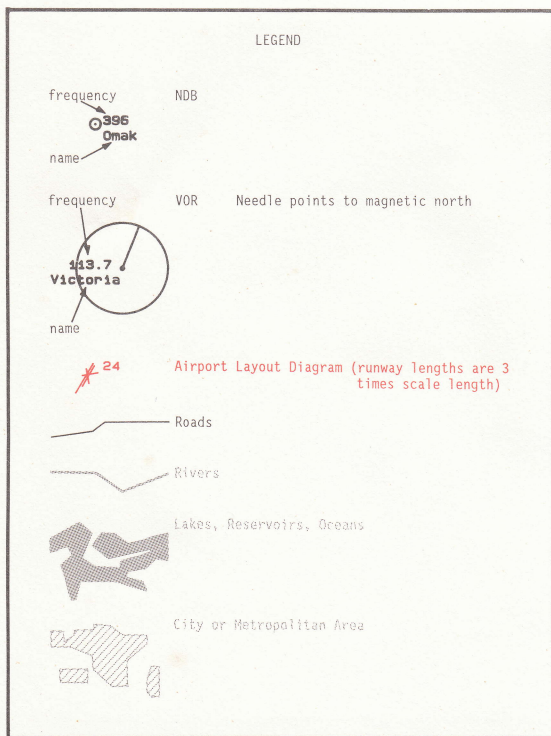 LEGEND
frequency NDB
396
Omak
name
frequency VOR Needle points to magnetic north
113.7
Victoria
name
24 Airport Layout Diagram (runway lengths are 3
times scale length)
Roads
Rivers
Lakes, Reservoirs, Oceans
City or Metropolitan Area